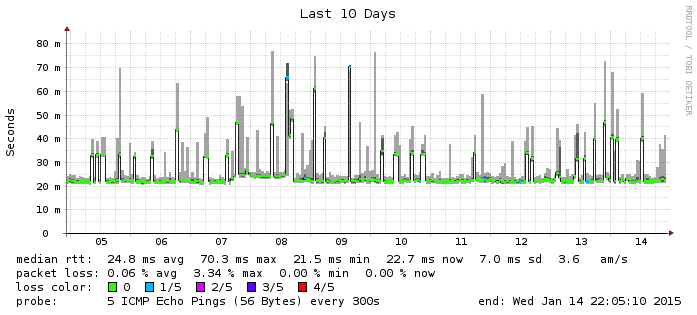 Last 10 Days
RRDTOOL / TOBI OETIKER
Seconds
80 m
70 m
60 m
50 m
40 m
30 m
20 m
10 m
0
05 06 07 08 09 10 11 12 13 14
median rtt: 24.8 ms avg 70.3 ms max 21.5 ms min 22.7 ms now 7.0 ms sd 3.6 am/s
packet loss: 0.06 % avg 3.34 % max 0.00 % min 0.00 % now
loss color: 0 1/5 2/5 3/5 4/5
probe: 5 ICMP Echo Pings (56 Bytes) every 300s end: Wed Jan 14 22:05:10 2015